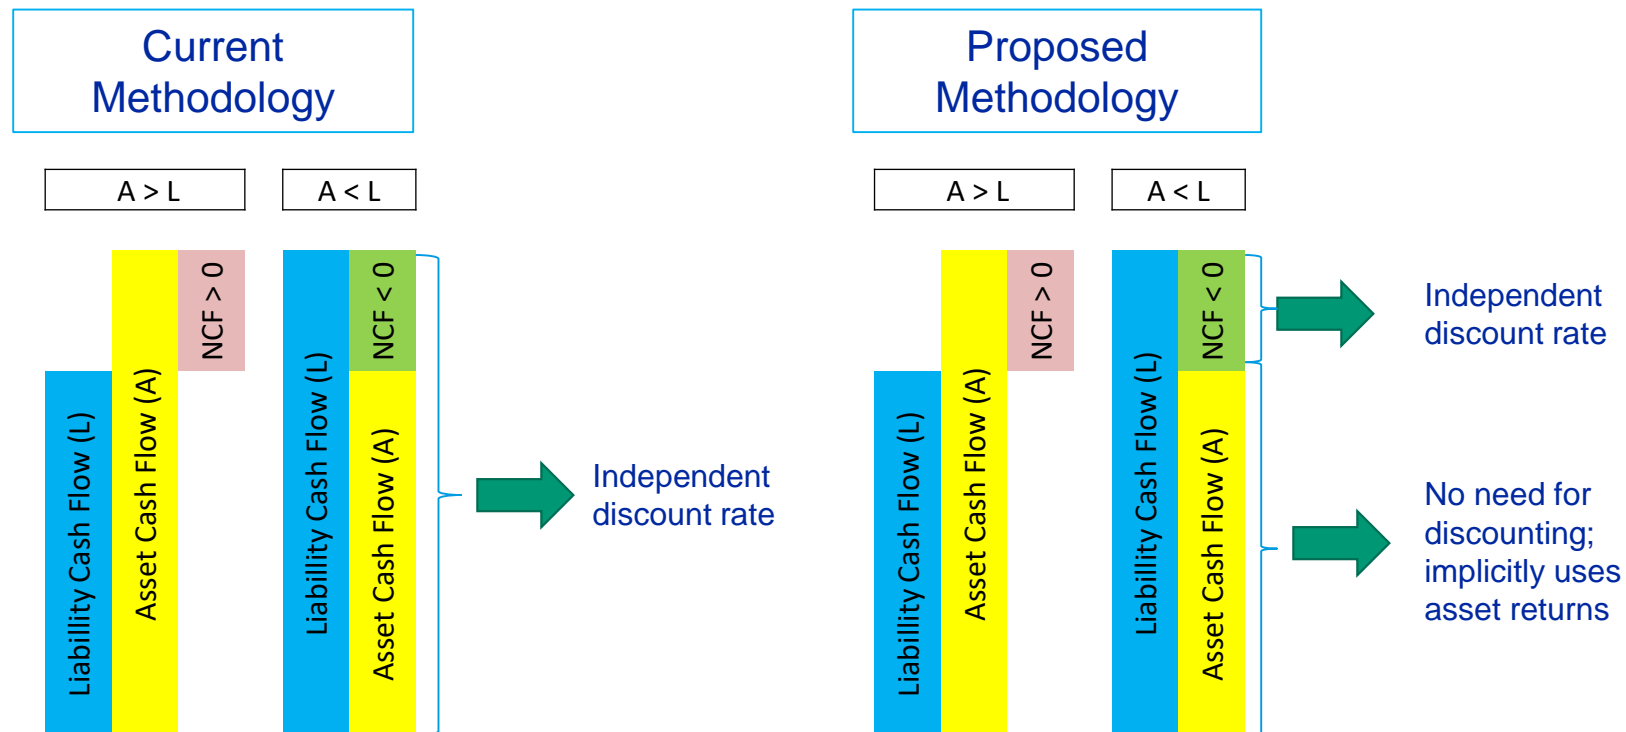 Current
Methodology
A > L
A < L
Liabillity Cash Flow (L)
Asset Cash Flow (A)
NCF > 0
Liabillity Cash Flow (L)
NCF < 0
Asset Cash Flow (A)
Independent
discount rate
Proposed
Methodology
A > L
A < L
Liabillity Cash Flow (L)
Asset Cash Flow (A)
NCF > 0
Liabillity Cash Flow (L)
NCF < 0
Asset Cash Flow (A)
Independent
discount rate
No need for
discounting;
implicitly uses
asset returns